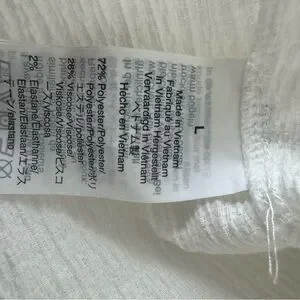 L
Made in Vietnam
Fabriqué au Vietnam
In Vietnam Hergestellt
Vervaardigd in Vietnam
ベトナム製
Hecho en Vietnam
72% Polyester/Polyester/
Polyester/Polyester/ポリ
エステル/poliéster
26% Viscose/Viscose/
Viskose/Viscose/ビスコ
ース/viscosa
2% Elastane/Elasthanne/
Elastan/Elastaan/エラス